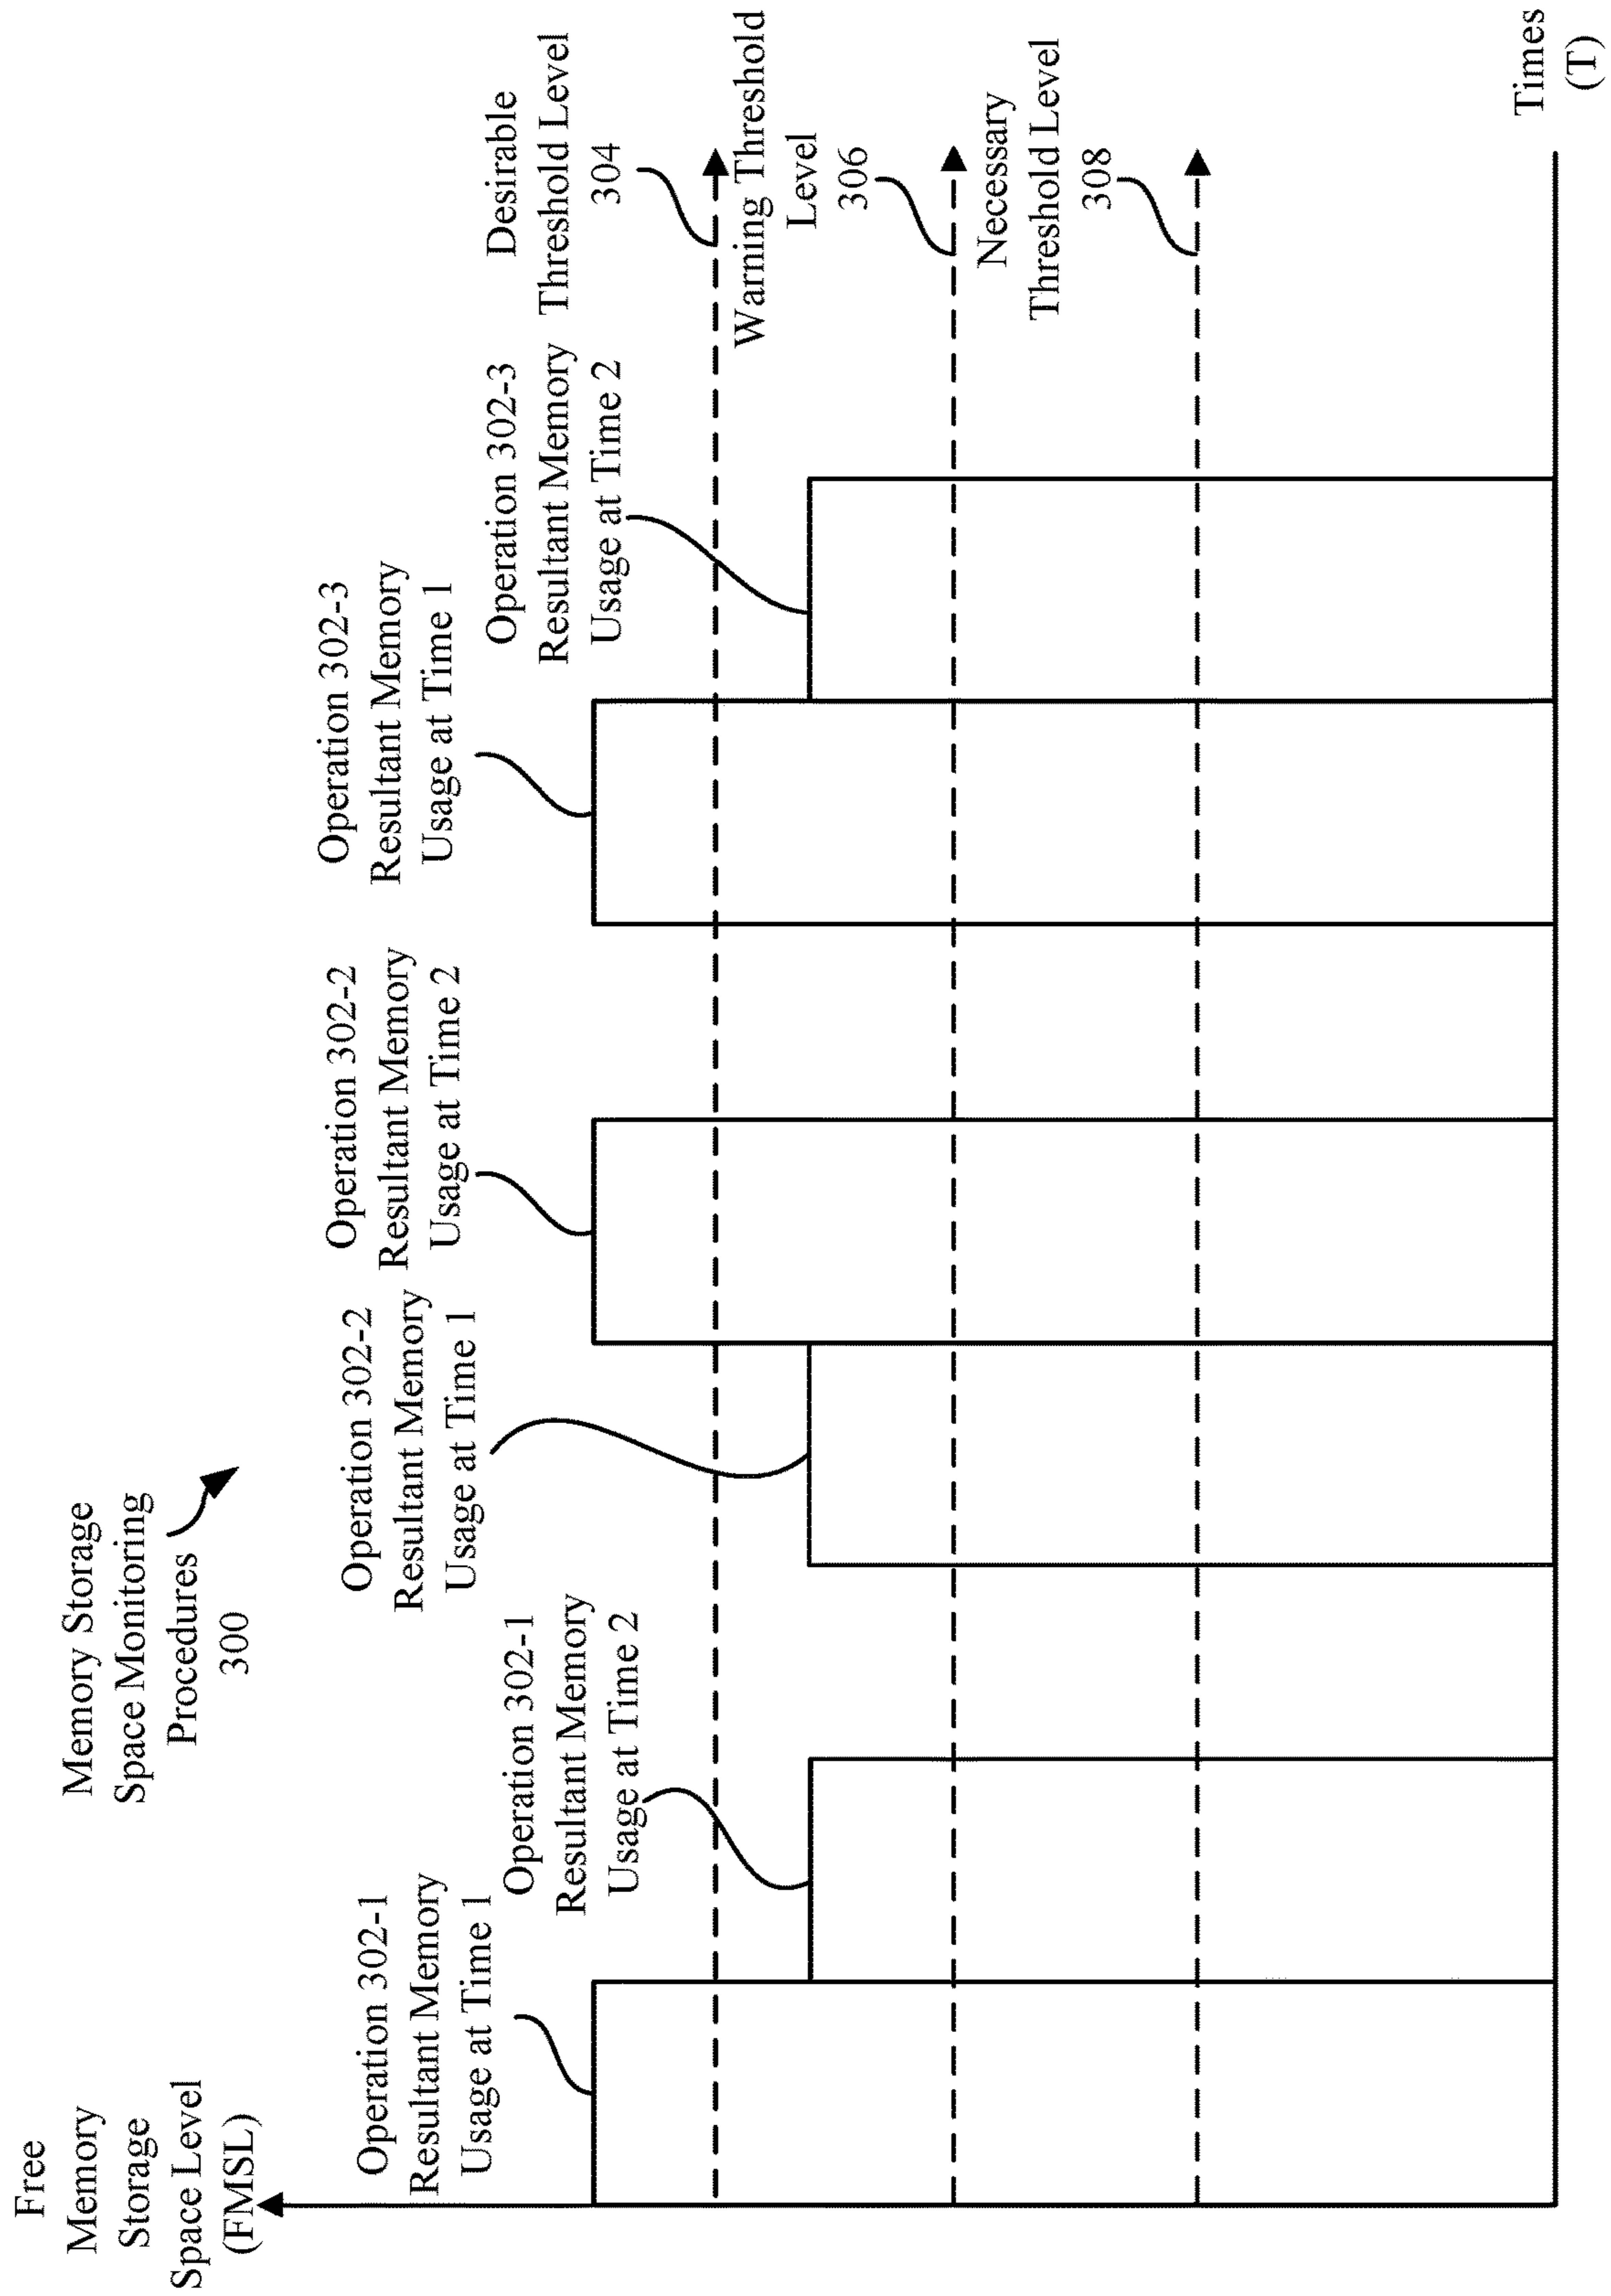 Memory Storage
Space Monitoring
Procedures
300
Free
Memory
Storage
Space Level
(FMSL)
Operation 302-1
Resultant Memory
Usage at Time 1
Operation 302-1
Resultant Memory
Usage at Time 2
Operation 302-2
Resultant Memory
Usage at Time 1
Operation 302-2
Resultant Memory
Usage at Time 2
Operation 302-3
Resultant Memory
Usage at Time 1
Operation 302-3
Resultant Memory
Usage at Time 2
Desirable
Threshold Level
304
Warning Threshold
Level
306
Necessary
Threshold Level
308
Times
(T)